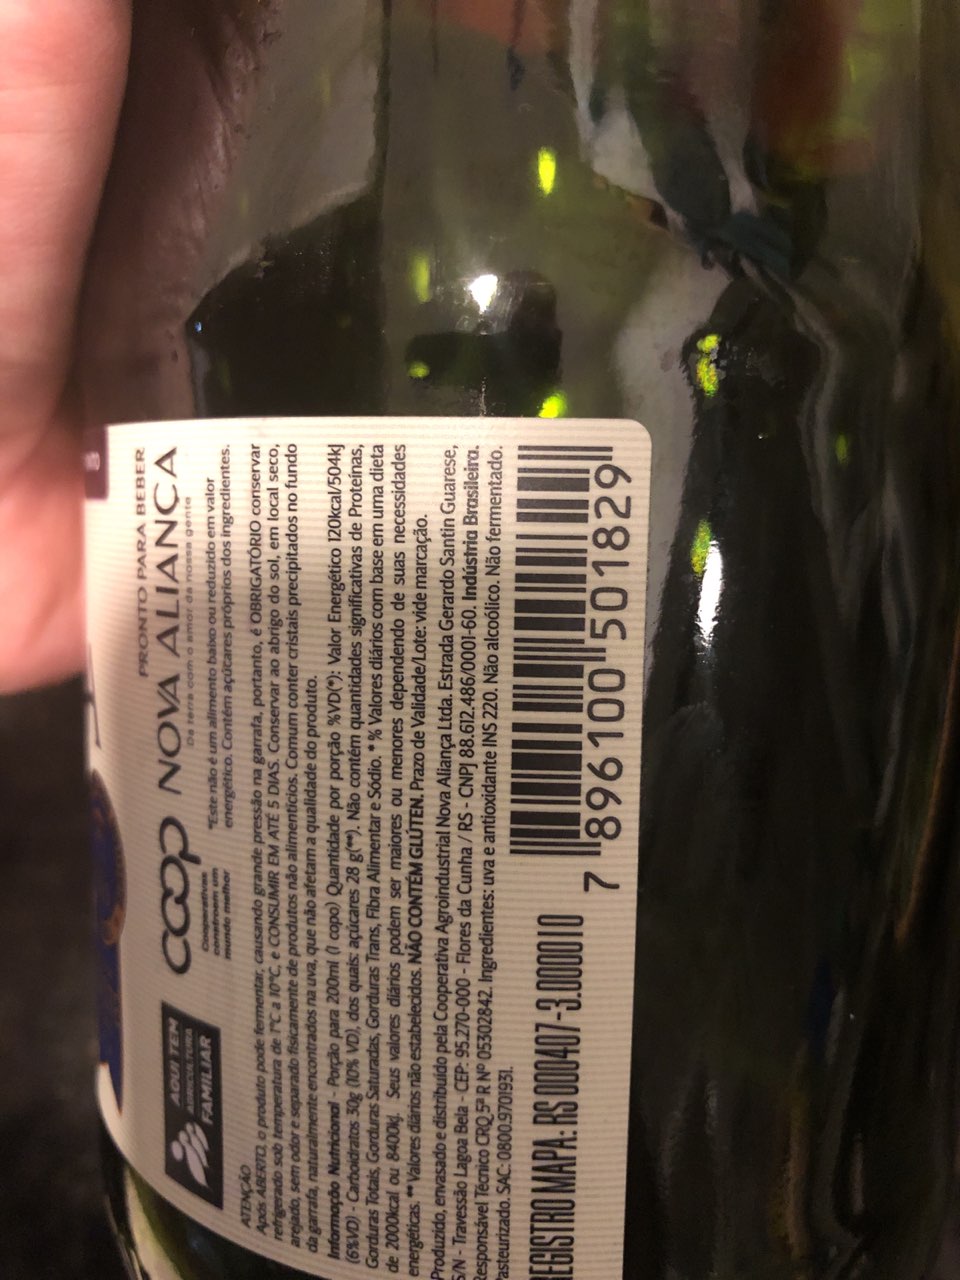 PRONTO PARA BEBER
AQUI TEM
AGRICULTURA
FAMILIAR
COOP NOVA ALIANÇA
Da terra com o amor da nossa gente
Cooperativas
constroem um
mundo melhor
"Este não é um alimento baixo ou reduzido em valor
energético. Contém açúcares próprios dos ingredientes.
ATENÇÃO
Após ABERTO, o produto pode fermentar, causando grande pressão na garrafa, portanto, é OBRIGATÓRIO conservar
refrigerado sob temperatura de 1°C a 10°C, e CONSUMIR EM ATÉ 5 DIAS. Conservar ao abrigo do sol, em local seco,
arejado, sem odor e separado fisicamente de produtos não alimentícios. Comum conter cristais precipitados no fundo
da garrafa, naturalmente encontrados na uva, que não afetam a qualidade do produto.
Informação Nutricional - Porção para 200ml (1 copo) Quantidade por porção %VD(*): Valor Energético 120kcal/504kJ
(6%VD) - Carboidratos 30g (10% VD), dos quais: açúcares 28 g(**). Não contém quantidades significativas de Proteínas,
Gorduras Totais, Gorduras Saturadas, Gorduras Trans, Fibra Alimentar e Sódio. * % Valores diários com base em uma dieta
de 2000kcal ou 8400kJ. Seus valores diários podem ser maiores ou menores dependendo de suas necessidades
energéticas. ** Valores diários não estabelecidos. NÃO CONTÉM GLÚTEN. Prazo de Validade/Lote: vide marcação.
Produzido, envasado e distribuído pela Cooperativa Agroindustrial Nova Aliança Ltda. Estrada Gerardo Santin Guarese,
S/N - Travessão Lagoa Bela - CEP: 95.270-000 - Flores da Cunha / RS - CNPJ 88.612.486/0001-60. Indústria Brasileira.
Responsável Técnico CRQ 5ª R Nº 05302842. Ingredientes: uva e antioxidante INS 220. Não alcoólico. Não fermentado.
Pasteurizado. SAC: 0800.9701931.
REGISTRO MAPA: RS 000407-3.000010
7 896100 501829